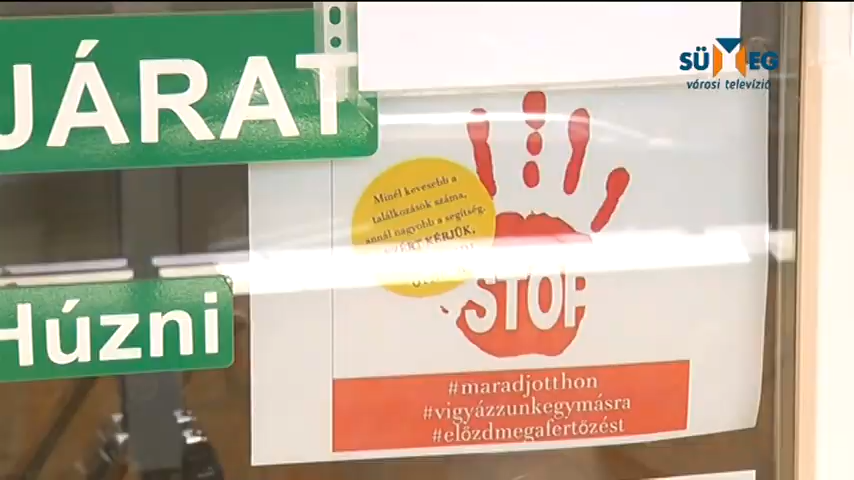 SÜMEG
városi televízió
JÁRAT
Húzni
Minél kevesebb a
találkozások száma,
annál nagyobb a segítség.
KÉRJÜK,
STOP
#maradjotthon
#vigyázzunkegymásra
#előzdmegafertőzést